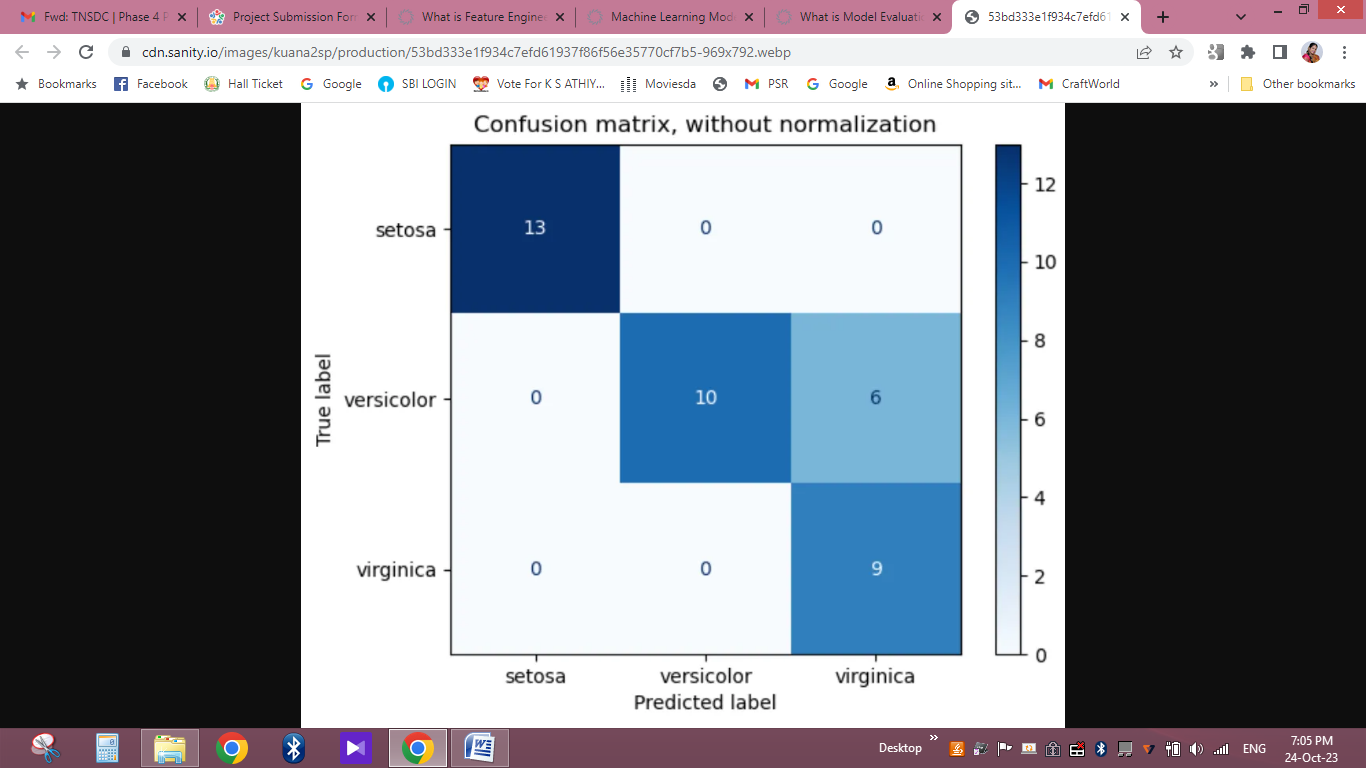 Fwd: TNSDC | Phase 4 P
Project Submission For
What is Feature Engine
Machine Learning Mod
What is Model Evaluati
53bd333e1f934c7efd61
cdn.sanity.io/images/kuana2sp/production/53bd333e1f934c7efd61937f86f56e35770cf7b5-969x792.webp
Bookmarks
Facebook
Hall Ticket
Google
SBI LOGIN
Vote For K S ATHIY...
Moviesda
PSR
Google
Online Shopping sit...
CraftWorld
»
Other bookmarks
Confusion matrix, without normalization
setosa 13 0 0
versicolor 0 10 6
virginica 0 0 9
setosa versicolor virginica
True label
Predicted label
12
10
8
6
4
2
0
Desktop
»
ENG
7:05 PM
24-Oct-23